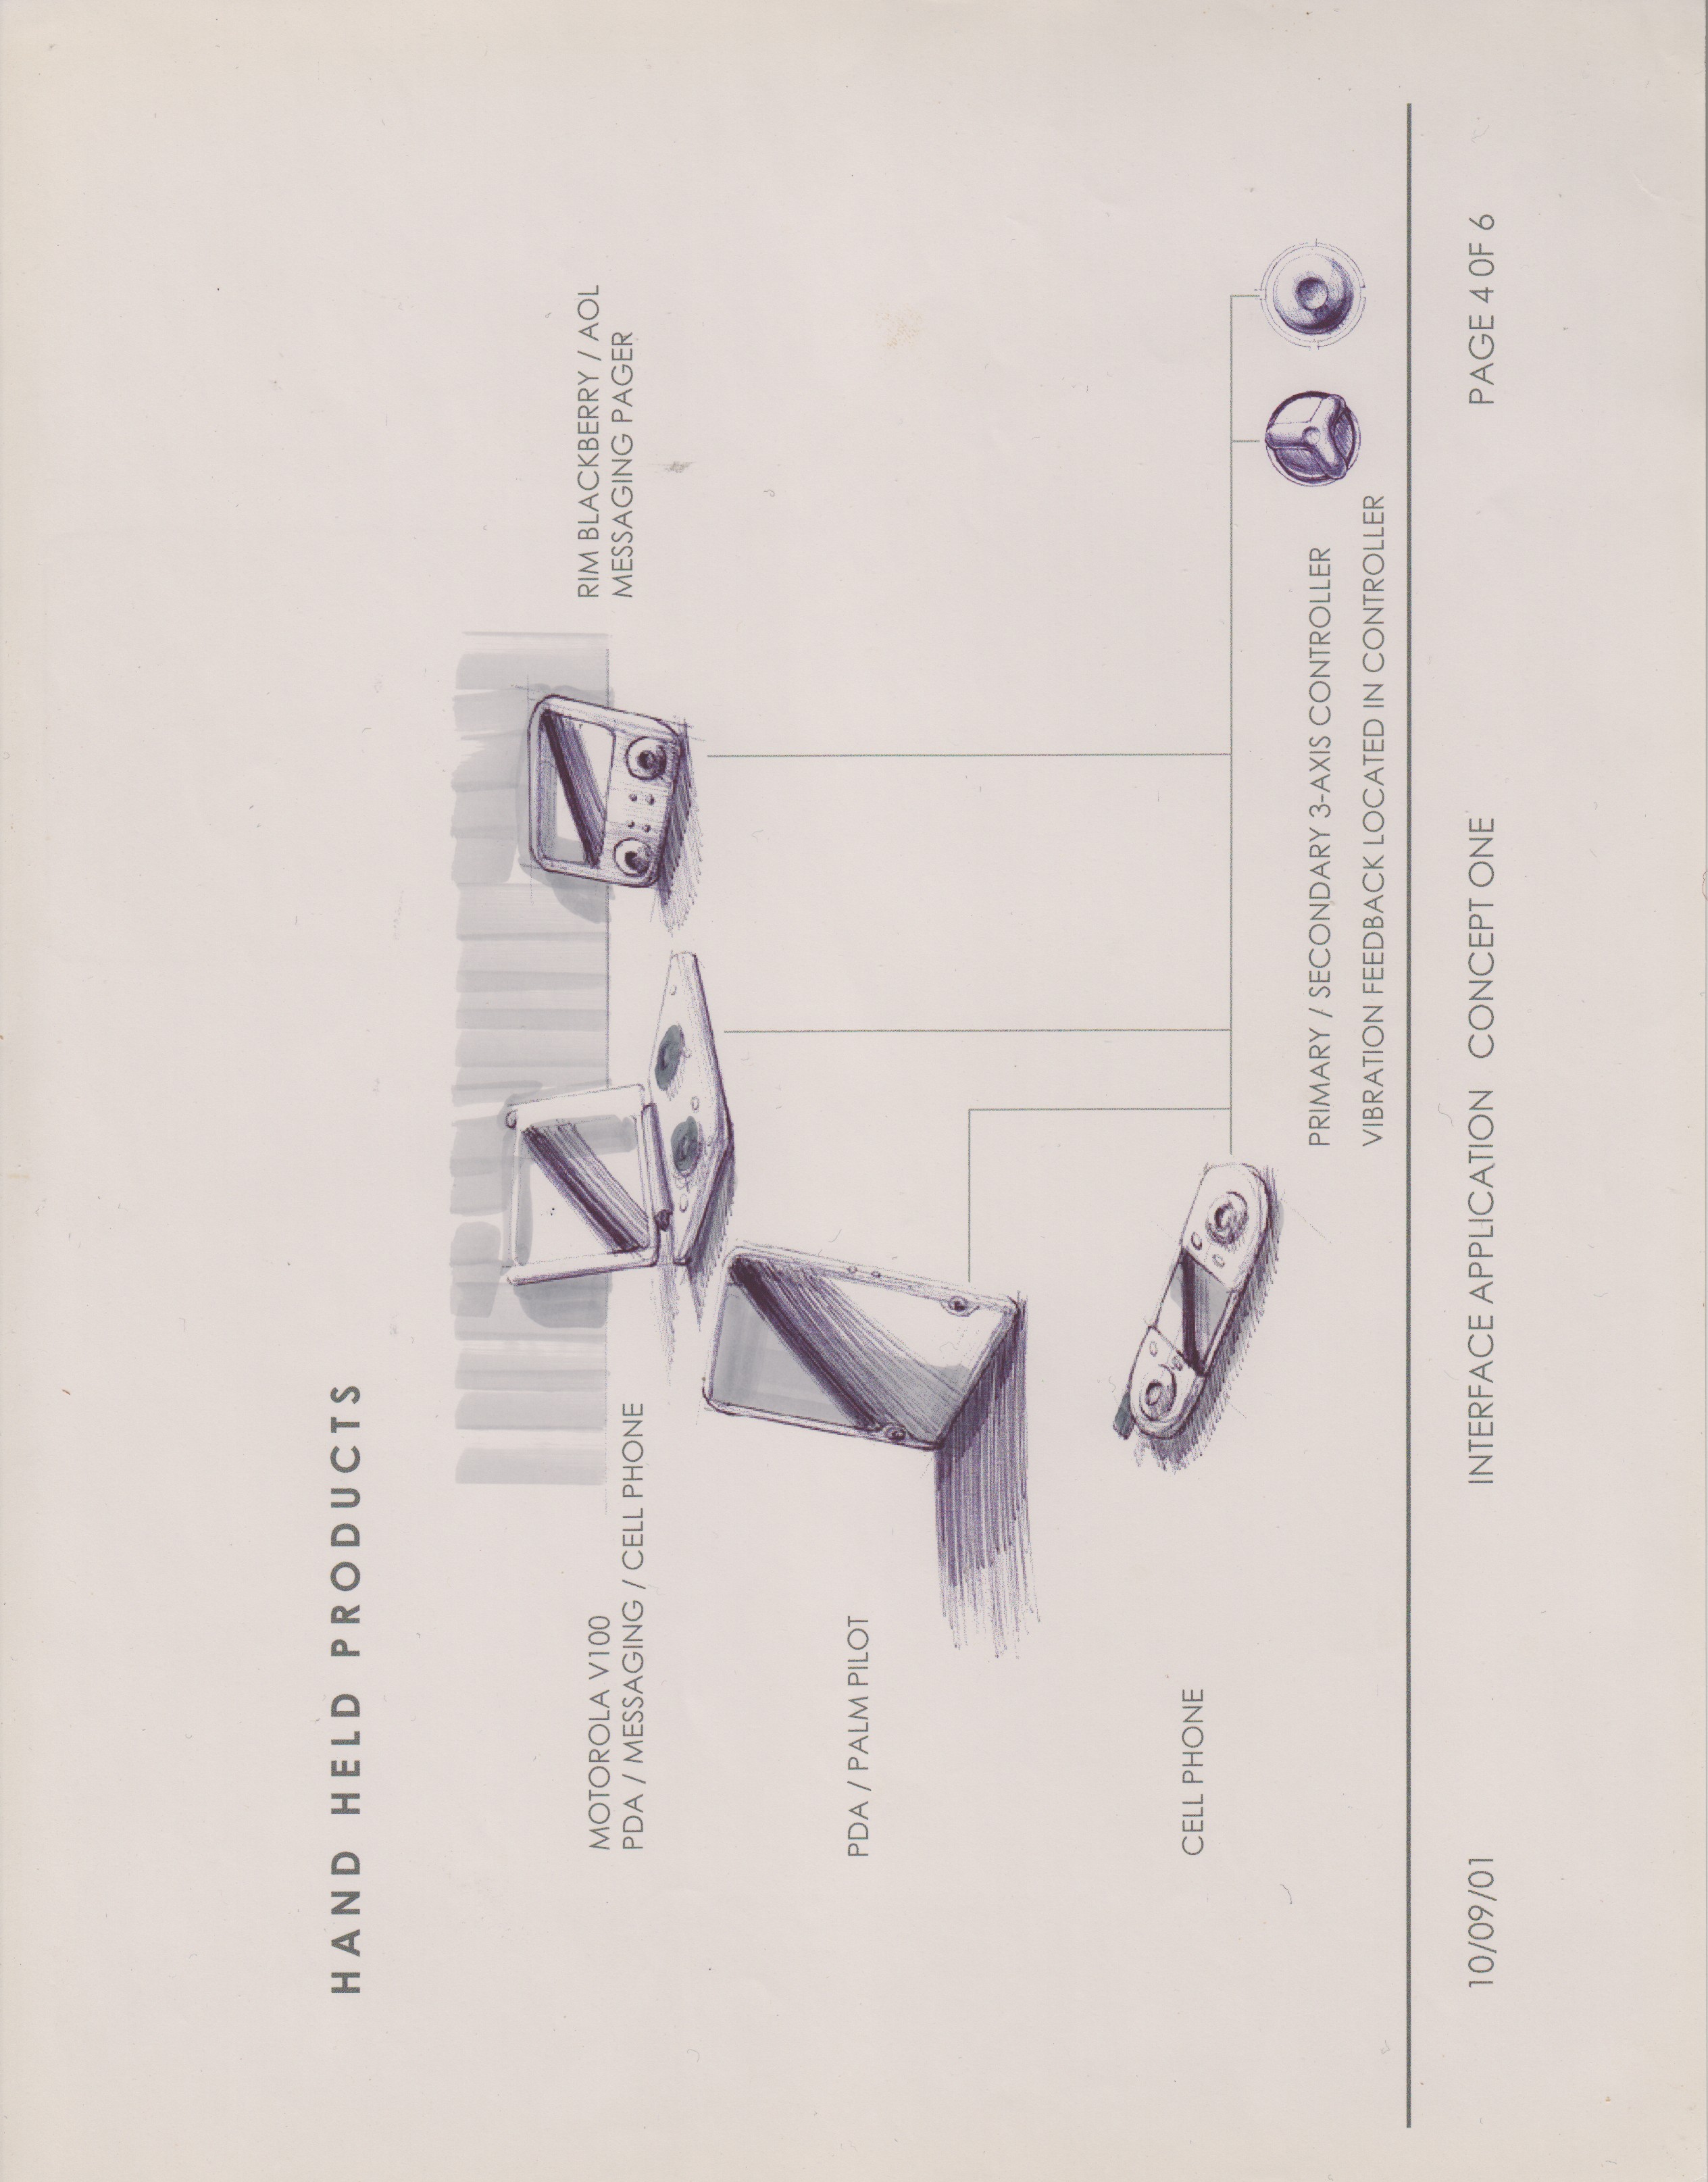 HAND HELD PRODUCTS
MOTOROLA V100
PDA / MESSAGING / CELL PHONE
RIM BLACKBERRY / AOL
MESSAGING PAGER
PDA / PALM PILOT
CELL PHONE
PRIMARY / SECONDARY 3-AXIS CONTROLLER
VIBRATION FEEDBACK LOCATED IN CONTROLLER
10/09/01
INTERFACE APPLICATION CONCEPT ONE
PAGE 4 0F 6